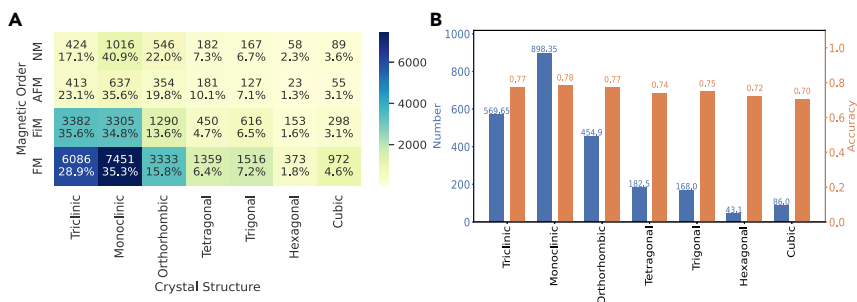 A
NM
424 1016 546 182 167 58 89
17.1% 40.9% 22.0% 7.3% 6.7% 2.3% 3.6%
AFM
413 637 354 181 127 23 55
23.1% 35.6% 19.8% 10.1% 7.1% 1.3% 3.1%
FiM
3382 3305 1290 450 616 153 298
35.6% 34.8% 13.6% 4.7% 6.5% 1.6% 3.1%
FM
6086 7451 3333 1359 1516 373 972
28.9% 35.3% 15.8% 6.4% 7.2% 1.8% 4.6%
Magnetic Order
Triclinic
Monoclinic
Orthorhombic
Tetragonal
Trigonal
Hexagonal
Cubic
Crystal Structure
6000
4000
2000
B
1000
800
600
400
200
0
Number
569.65
898.35
454.9
182.5
168.0
43.1
86.0
0.77
0.78
0.77
0.74
0.75
0.72
0.70
1.0
0.8
0.6
0.4
0.2
0.0
Accuracy
Triclinic
Monoclinic
Orthorhombic
Tetragonal
Trigonal
Hexagonal
Cubic